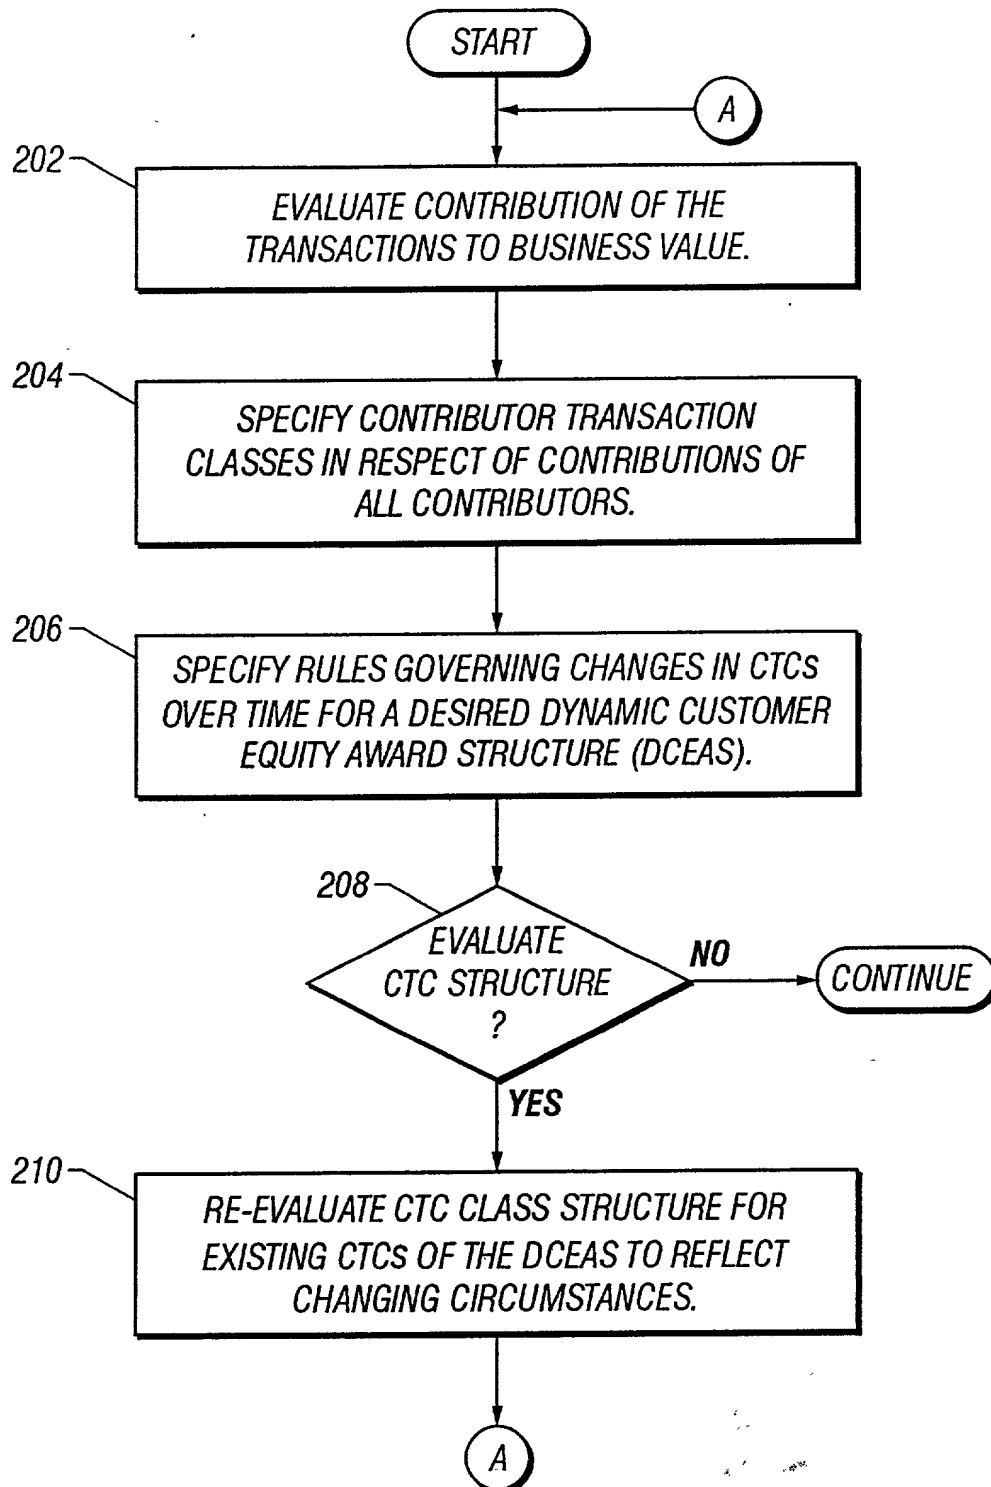 START
A
202
EVALUATE CONTRIBUTION OF THE
TRANSACTIONS TO BUSINESS VALUE.
204
SPECIFY CONTRIBUTOR TRANSACTION
CLASSES IN RESPECT OF CONTRIBUTIONS OF
ALL CONTRIBUTORS.
206
SPECIFY RULES GOVERNING CHANGES IN CTCs
OVER TIME FOR A DESIRED DYNAMIC CUSTOMER
EQUITY AWARD STRUCTURE (DCEAS).
208
EVALUATE
CTC STRUCTURE
?
NO
CONTINUE
YES
210
RE-EVALUATE CTC CLASS STRUCTURE FOR
EXISTING CTCs OF THE DCEAS TO REFLECT
CHANGING CIRCUMSTANCES.
A